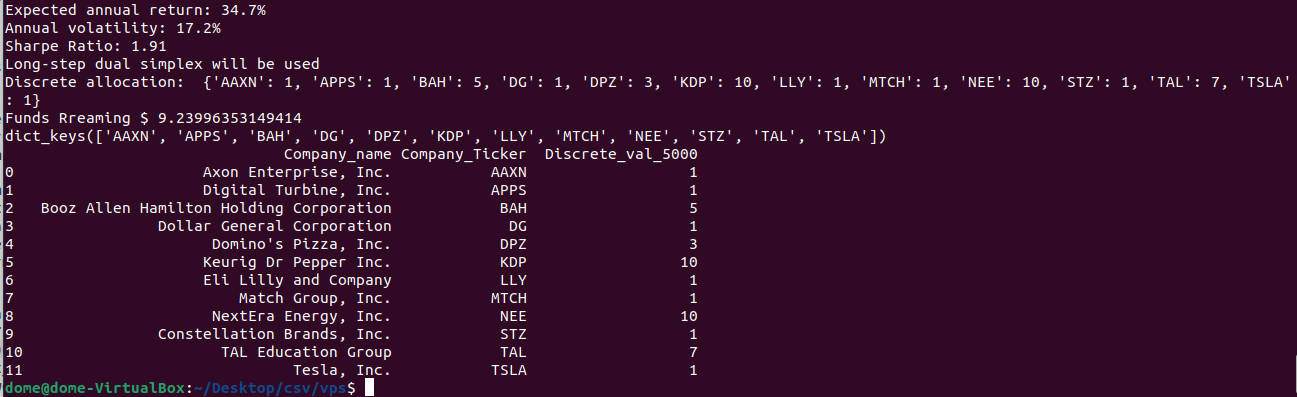 Expected annual return: 34.7%
Annual volatility: 17.2%
Sharpe Ratio: 1.91
Long-step dual simplex will be used
Discrete allocation:  {'AAXN': 1, 'APPS': 1, 'BAH': 5, 'DG': 1, 'DPZ': 3, 'KDP': 10, 'LLY': 1, 'MTCH': 1, 'NEE': 10, 'STZ': 1, 'TAL': 7, 'TSLA'
: 1}
Funds Rreaming $ 9.23996353149414
dict_keys(['AAXN', 'APPS', 'BAH', 'DG', 'DPZ', 'KDP', 'LLY', 'MTCH', 'NEE', 'STZ', 'TAL', 'TSLA'])
Company_name Company_Ticker  Discrete_val_5000
0 Axon Enterprise, Inc. AAXN 1
1 Digital Turbine, Inc. APPS 1
2 Booz Allen Hamilton Holding Corporation BAH 5
3 Dollar General Corporation DG 1
4 Domino's Pizza, Inc. DPZ 3
5 Keurig Dr Pepper Inc. KDP 10
6 Eli Lilly and Company LLY 1
7 Match Group, Inc. MTCH 1
8 NextEra Energy, Inc. NEE 10
9 Constellation Brands, Inc. STZ 1
10 TAL Education Group TAL 7
11 Tesla, Inc. TSLA 1
dome@dome-VirtualBox:~/Desktop/csv/vps$